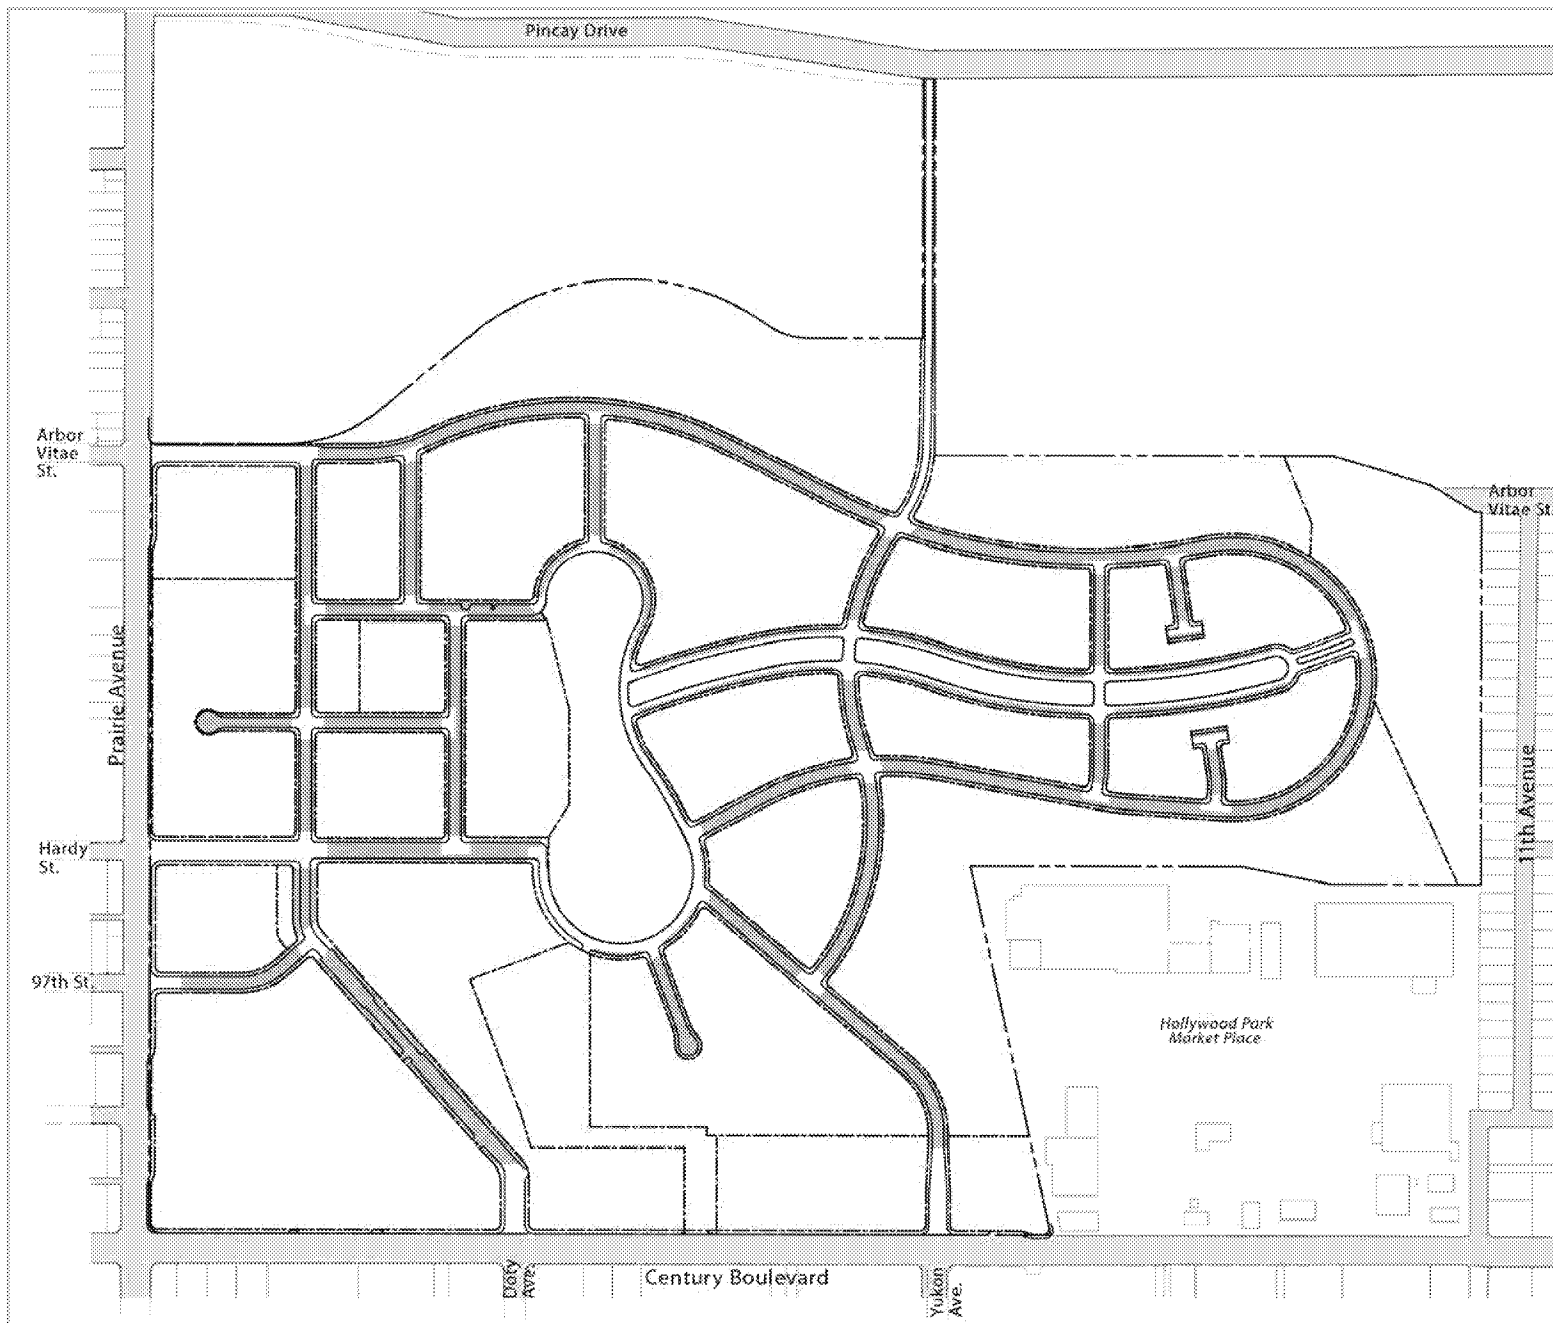 Pincay Drive
Arbor
Vitae
St.
Arbor
Vitae St.
Prairie Avenue
11th Avenue
Hardy
St.
97th St.
Hollywood Park
Market Place
Doty
Ave.
Century Boulevard
Yukon
Ave.